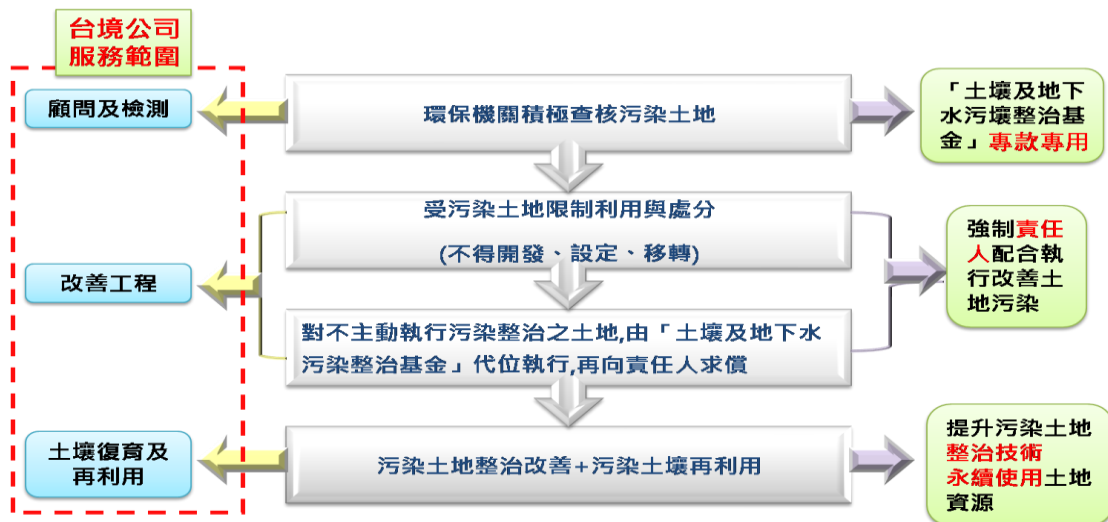 台境公司
服務範圍
顧問及檢測
環保機關積極查核污染土地
「土壤及地下
水污壤整治基
金」專款專用
受污染土地限制利用與處分
(不得開發、設定、移轉)
強制責任
人配合執
行改善土
地污染
改善工程
對不主動執行污染整治之土地,由「土壤及地下水
污染整治基金」代位執行,再向責任人求償
土壤復育及
再利用
污染土地整治改善+污染土壤再利用
提升污染土地
整治技術
永續使用土地
資源